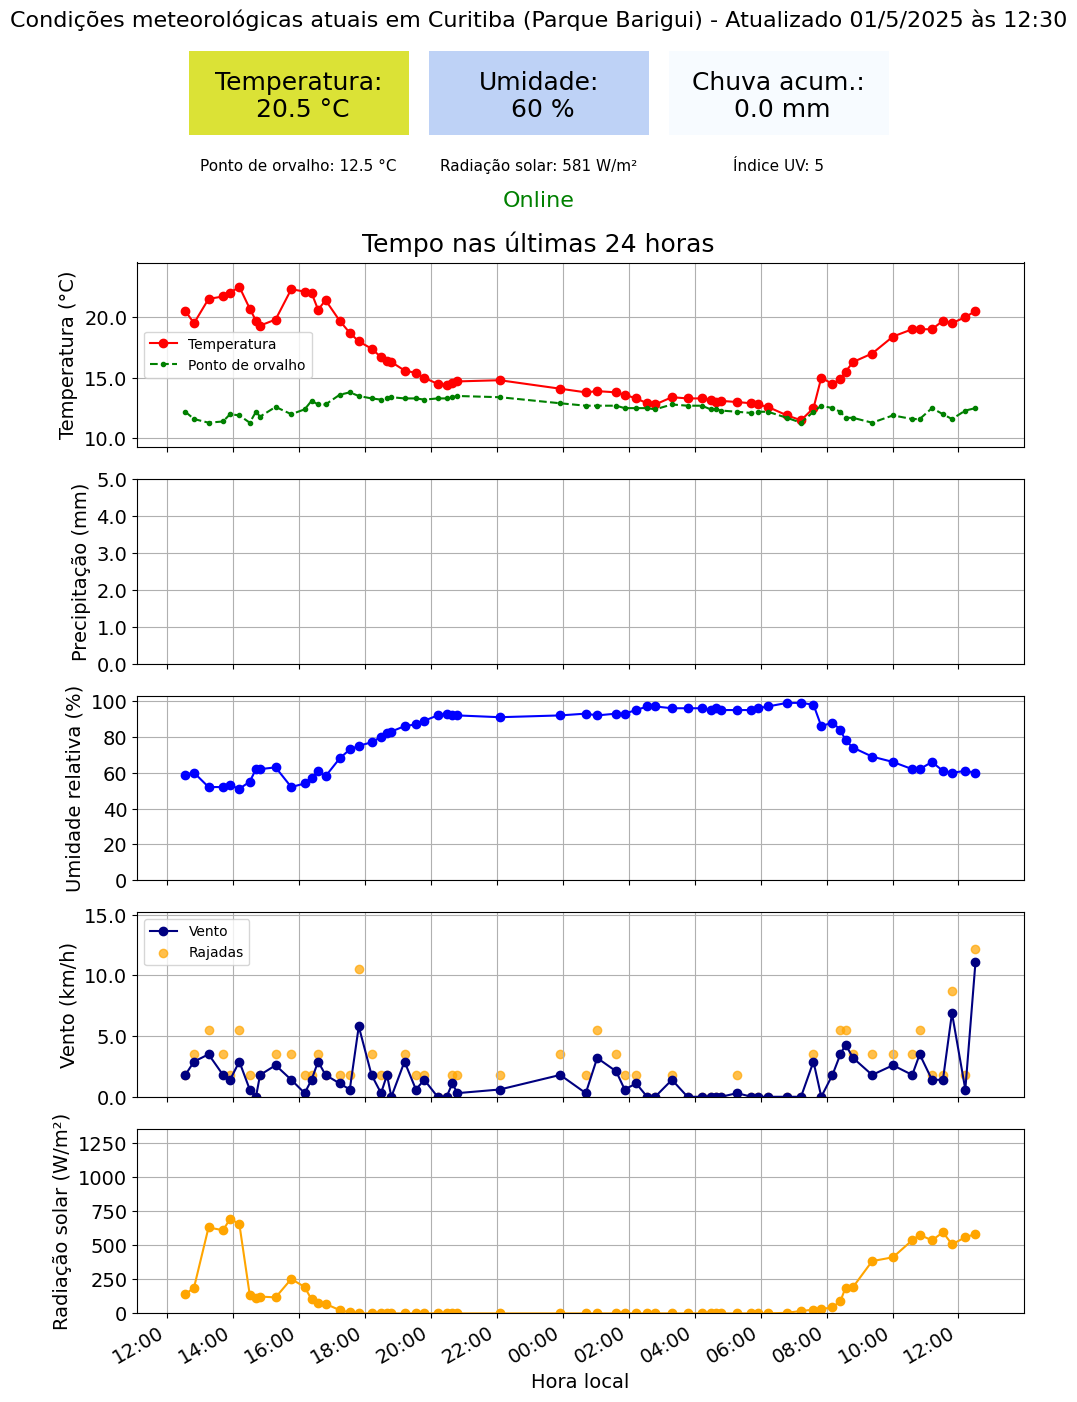 Condições meteorológicas atuais em Curitiba (Parque Barigui) - Atualizado 01/5/2025 às 12:30
Temperatura:
20.5 °C
Umidade:
60 %
Chuva acum.:
0.0 mm
Ponto de orvalho: 12.5 °C
Radiação solar: 581 W/m²
Índice UV: 5
Online
Tempo nas últimas 24 horas
Temperatura (°C)
20.0
15.0
10.0
Temperatura
Ponto de orvalho
Precipitação (mm)
5.0
4.0
3.0
2.0
1.0
0.0
Umidade relativa (%)
100
80
60
40
20
0
Vento (km/h)
15.0
10.0
5.0
0.0
Vento
Rajadas
Radiação solar (W/m²)
1250
1000
750
500
250
0
12:00
14:00
16:00
18:00
20:00
22:00
00:00
02:00
04:00
06:00
08:00
10:00
12:00
Hora local